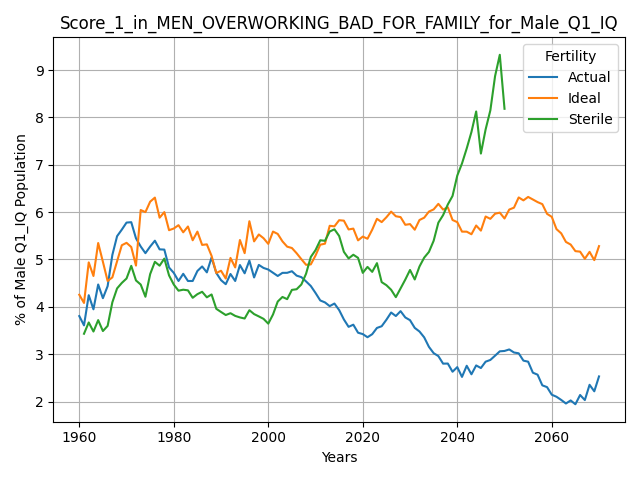 Score_1_in_MEN_OVERWORKING_BAD_FOR_FAMILY_for_Male_Q1_IQ
Fertility
Actual
Ideal
Sterile
% of Male Q1_IQ Population
9
8
7
6
5
4
3
2
1960
1980
2000
2020
2040
2060
Years